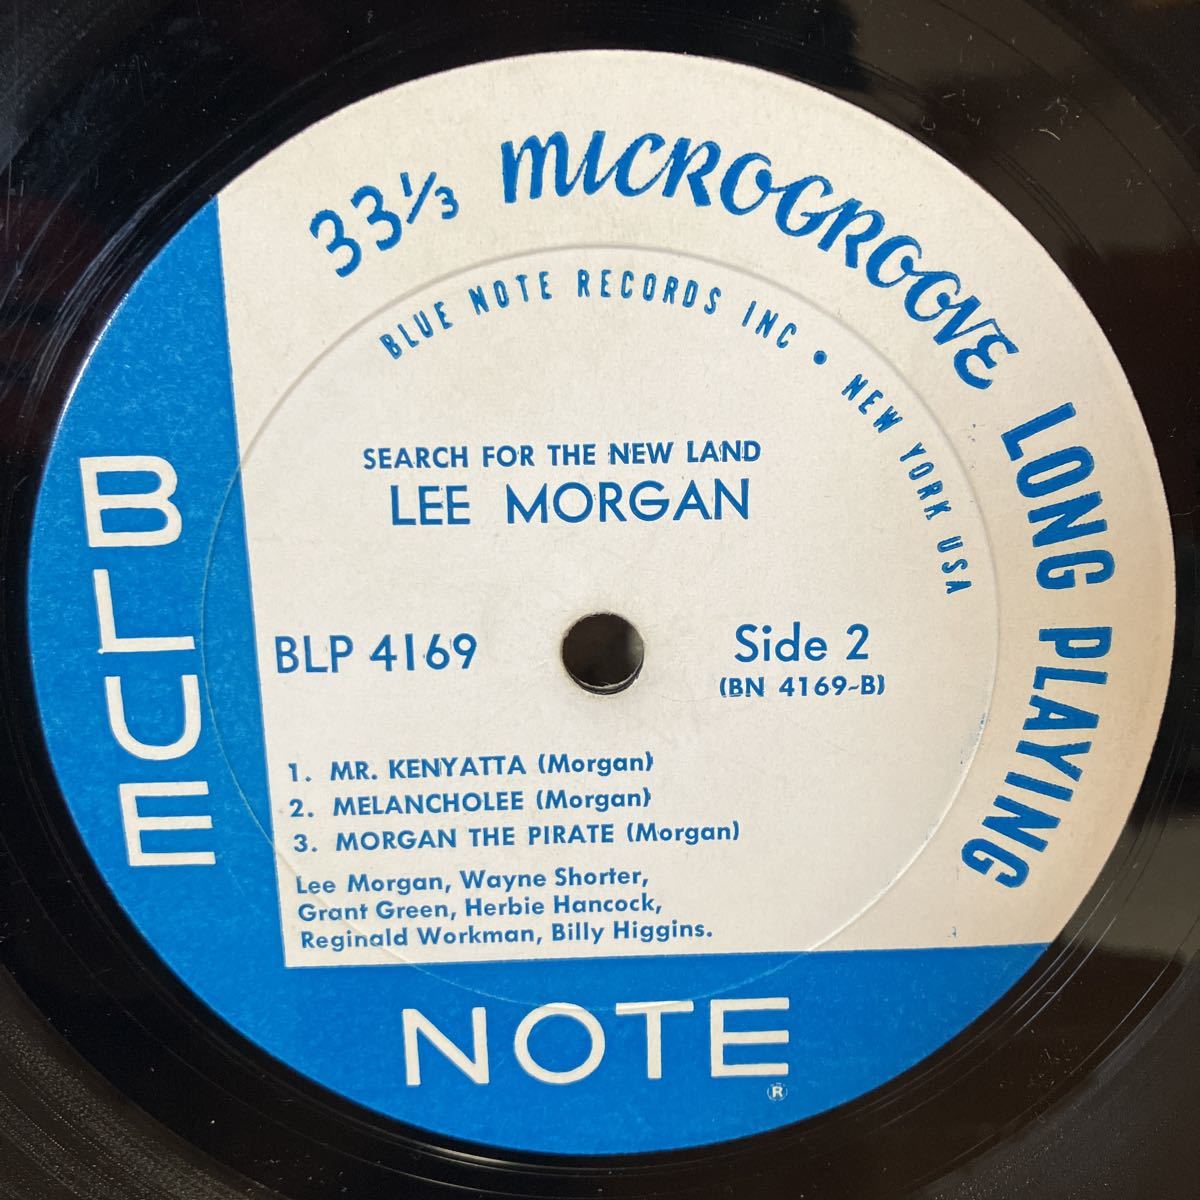 33⅓ MICROGROOVE LONG PLAYING
BLUE NOTE RECORDS INC • NEW YORK USA
SEARCH FOR THE NEW LAND
LEE MORGAN
BLP 4169
Side 2
(BN 4169-B)
1. MR. KENYATTA (Morgan)
2. MELANCHOLEE (Morgan)
3. MORGAN THE PIRATE (Morgan)
Lee Morgan, Wayne Shorter,
Grant Green, Herbie Hancock,
Reginald Workman, Billy Higgins.
BLUE
NOTE
®